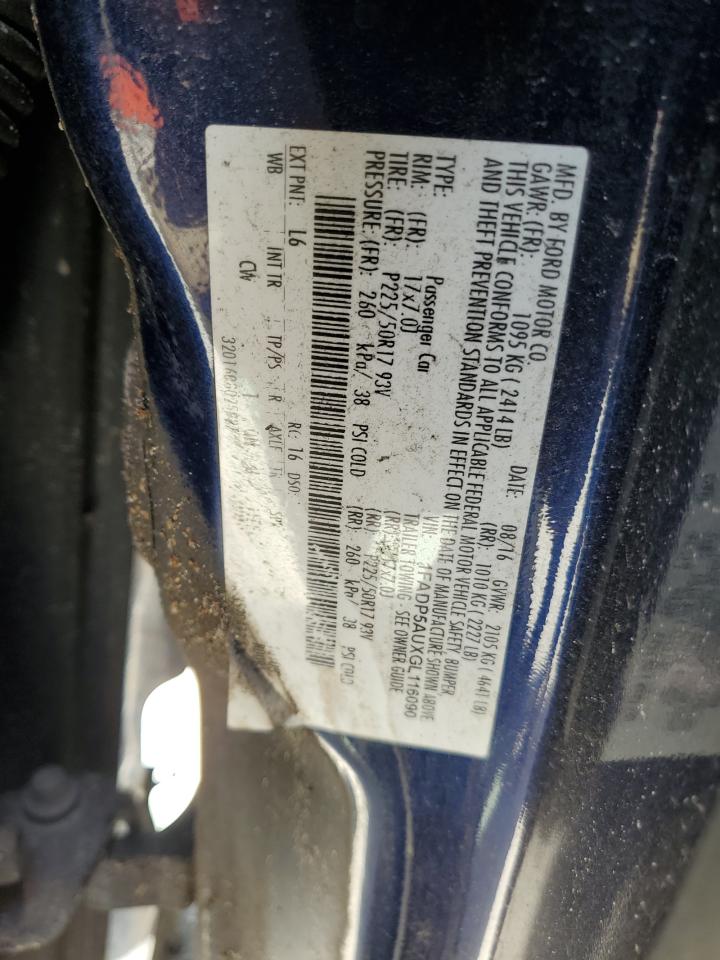 MFD. BY FORD MOTOR CO.
DATE: 08/16 GVWR: 2105 KG (4641 LB)
GAWR: (FR): 1095 KG (2414 LB) (RR): 1010 KG (2227 LB)
THIS VEHICLE CONFORMS TO ALL APPLICABLE FEDERAL MOTOR VEHICLE SAFETY, BUMPER,
AND THEFT PREVENTION STANDARDS IN EFFECT ON THE DATE OF MANUFACTURE SHOWN ABOVE
VIN: 1FADP5AUXGL116090
TYPE: Passenger Car TRAILER TOWING - SEE OWNER GUIDE
RIM: (FR): 17x7.0J (RR): 17x7.0J
TIRE: (FR): P225/50R17 93V (RR): P225/50R17 93V
PRESSURE: (FR): 260 kPa/ 38 PSI COLD (RR): 260 kPa/ 38 PSI COLD
EXT PNT: L6 RC: 16 DSO:
WB INT TR TP/PS R AXLE TR
CW 1